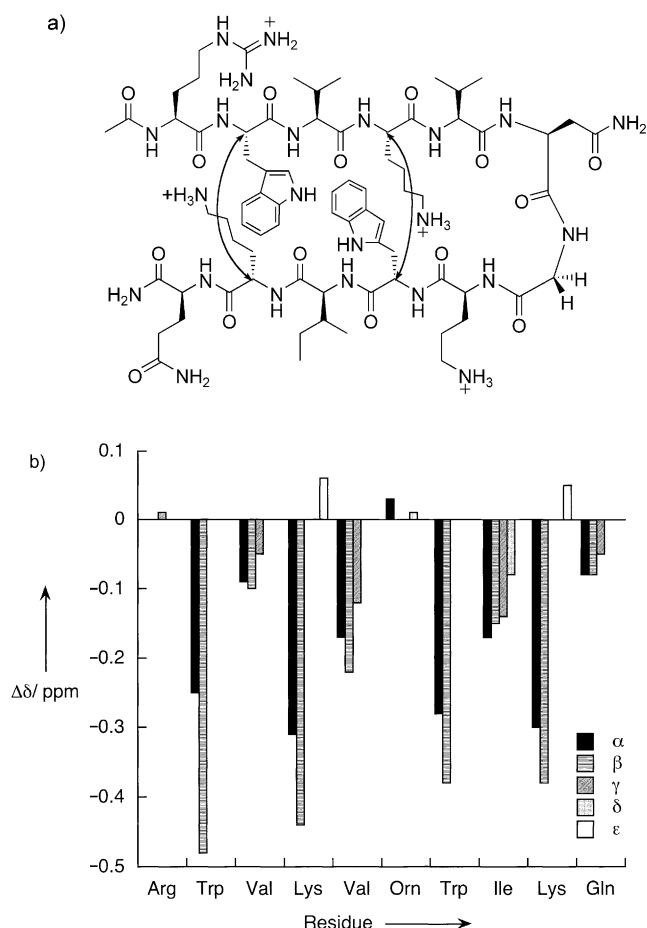 a)
H
N
+
NH2
H2N
O H O H O H
N N N
N N N NH2
H O H O H O O
NH
+H3N
HN
NH3
+
O
NH
O H O H O H
H2N N N N N N O H H
O H O H
O NH2
NH3
+
b)
0.1
0
−0.1
−0.2
−0.3
−0.4
−0.5
Δδ/ ppm
α
β
γ
δ
ε
Arg Trp Val Lys Val Orn Trp Ile Lys Gln
Residue